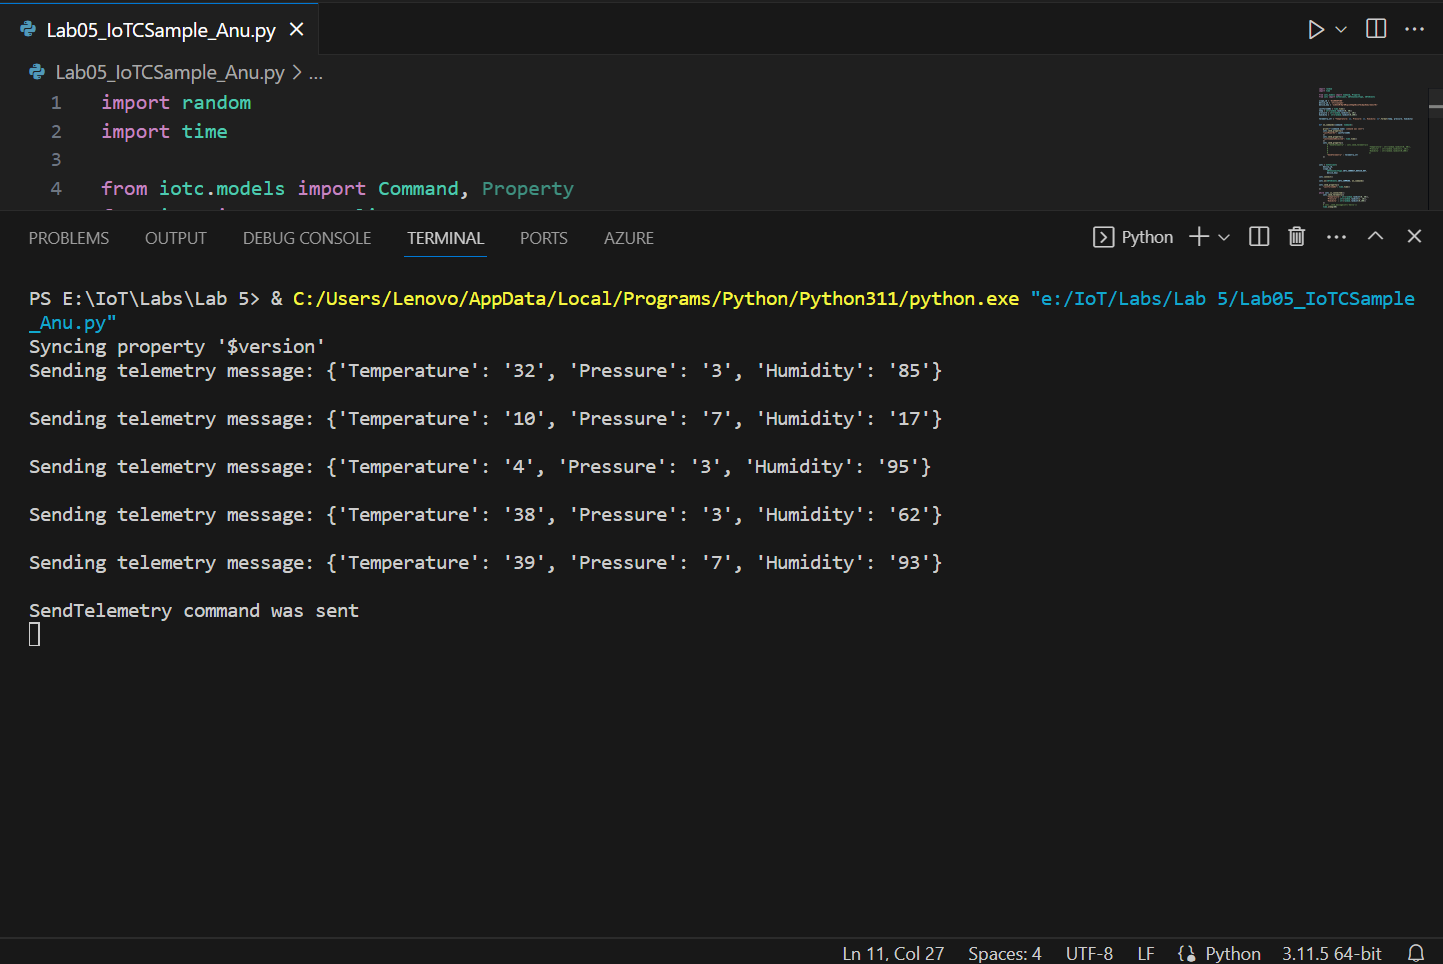 Lab05_IoTCSample_Anu.py
Lab05_IoTCSample_Anu.py > ...
1 import random
2 import time
3
4 from iotc.models import Command, Property
PROBLEMS OUTPUT DEBUG CONSOLE TERMINAL PORTS AZURE Python
PS E:\IoT\Labs\Lab 5> & C:/Users/Lenovo/AppData/Local/Programs/Python/Python311/python.exe "e:/IoT/Labs/Lab 5/Lab05_IoTCSample
_Anu.py"
Syncing property '$version'
Sending telemetry message: {'Temperature': '32', 'Pressure': '3', 'Humidity': '85'}
Sending telemetry message: {'Temperature': '10', 'Pressure': '7', 'Humidity': '17'}
Sending telemetry message: {'Temperature': '4', 'Pressure': '3', 'Humidity': '95'}
Sending telemetry message: {'Temperature': '38', 'Pressure': '3', 'Humidity': '62'}
Sending telemetry message: {'Temperature': '39', 'Pressure': '7', 'Humidity': '93'}
SendTelemetry command was sent
Ln 11, Col 27 Spaces: 4 UTF-8 LF Python 3.11.5 64-bit